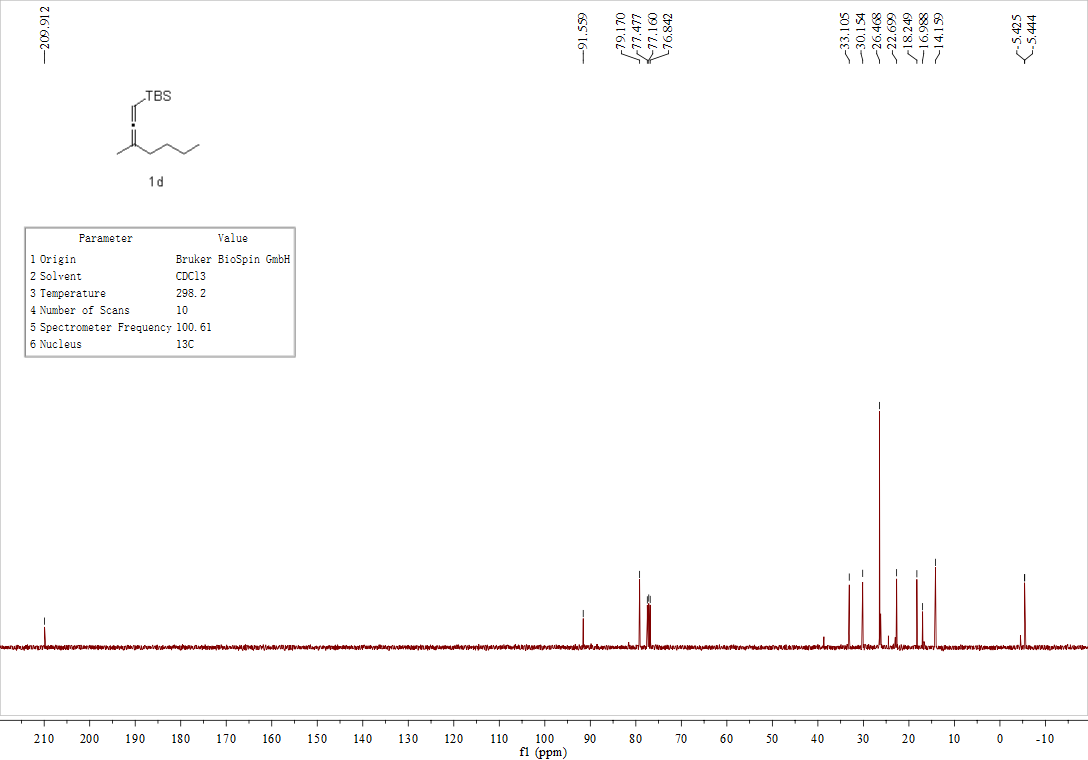 209.912
91.559
79.170
77.477
77.160
76.842
33.105
30.154
26.468
22.699
18.249
16.988
14.159
-5.425
-5.444
TBS
1d
Parameter Value
1 Origin Bruker BioSpin GmbH
2 Solvent CDCl3
3 Temperature 298.2
4 Number of Scans 10
5 Spectrometer Frequency 100.61
6 Nucleus 13C
210 200 190 180 170 160 150 140 130 120 110 100 90 80 70 60 50 40 30 20 10 0 -10
f1 (ppm)